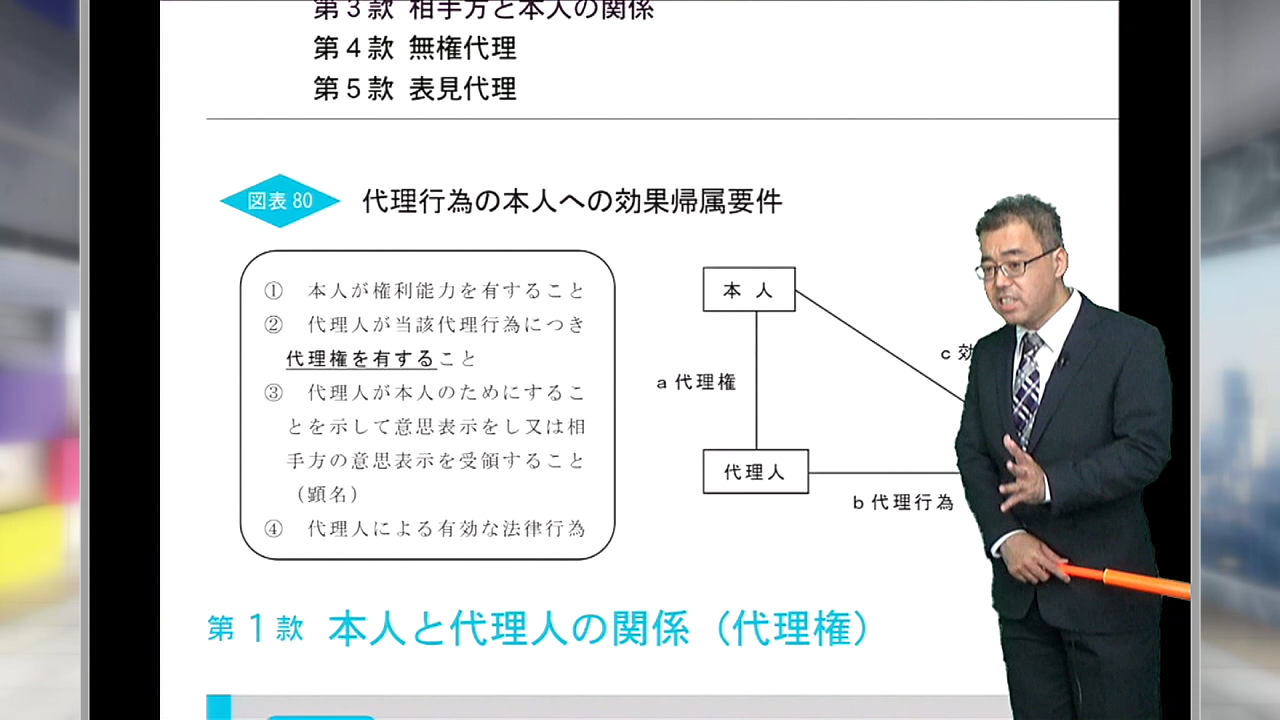 第3款 相手方と本人の関係
第4款 無権代理
第5款 表見代理
図表80 代理行為の本人への効果帰属要件
① 本人が権利能力を有すること
② 代理人が当該代理行為につき
代理権を有すること
③ 代理人が本人のためにするこ
とを示して意思表示をし又は相
手方の意思表示を受領すること
（顕名）
④ 代理人による有効な法律行為
本人
c効
a代理権
代理人
b代理行為
第1款 本人と代理人の関係（代理権）